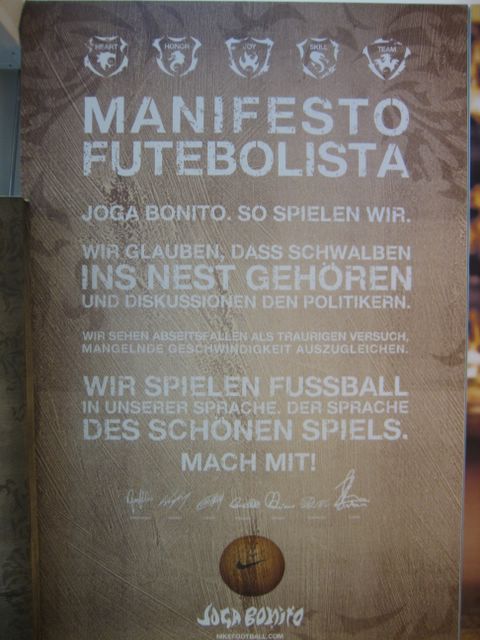 HEART HONOR JOY SKILL TEAM
MANIFESTO
FUTEBOLISTA
JOGA BONITO. SO SPIELEN WIR.
WIR GLAUBEN, DASS SCHWALBEN
INS NEST GEHÖREN
UND DISKUSSIONEN DEN POLITIKERN.
WIR SEHEN ABSEITSFALLEN ALS TRAURIGEN VERSUCH,
MANGELNDE GESCHWINDIGKEIT AUSZUGLEICHEN.
WIR SPIELEN FUSSBALL
IN UNSERER SPRACHE. DER SPRACHE
DES SCHÖNEN SPIELS.
MACH MIT!
JOGA BONITO
NIKEFOOTBALL.COM